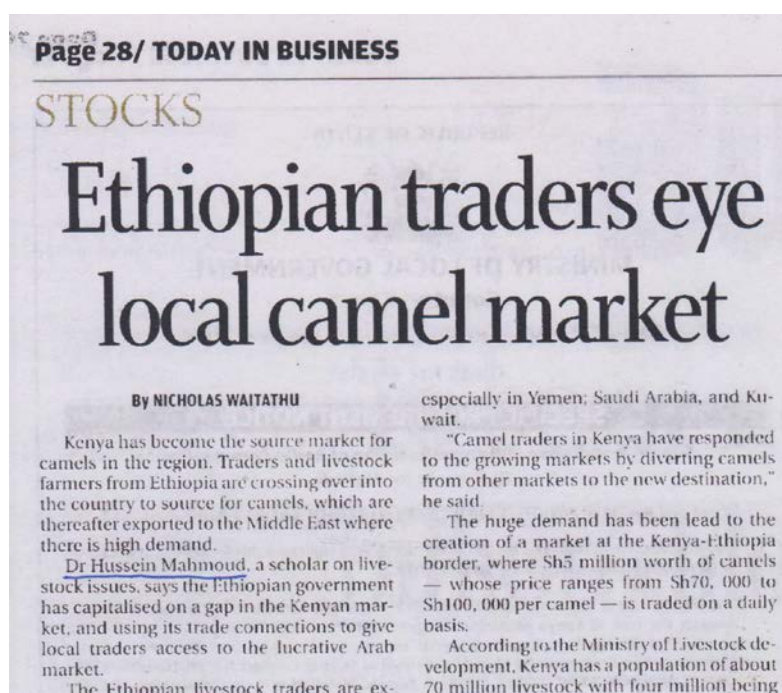 Page 28/ TODAY IN BUSINESS
STOCKS
Ethiopian traders eye
local camel market
By NICHOLAS WAITATHU
Kenya has become the source market for
camels in the region. Traders and livestock
farmers from Ethiopia are crossing over into
the country to source for camels, which are
thereafter exported to the Middle East where
there is high demand.
Dr Hussein Mahmoud, a scholar on live-
stock issues, says the Ethiopian government
has capitalised on a gap in the Kenyan mar-
ket, and using its trade connections to give
local traders access to the lucrative Arab
market.
The Ethiopian livestock traders are ex-
especially in Yemen; Saudi Arabia, and Ku-
wait.
"Camel traders in Kenya have responded
to the growing markets by diverting camels
from other markets to the new destination,"
he said.
The huge demand has been lead to the
creation of a market at the Kenya-Ethiopia
border, where Sh5 million worth of camels
— whose price ranges from Sh70, 000 to
Sh100, 000 per camel — is traded on a daily
basis.
According to the Ministry of Livestock de-
velopment, Kenya has a population of about
70 million livestock with four million being